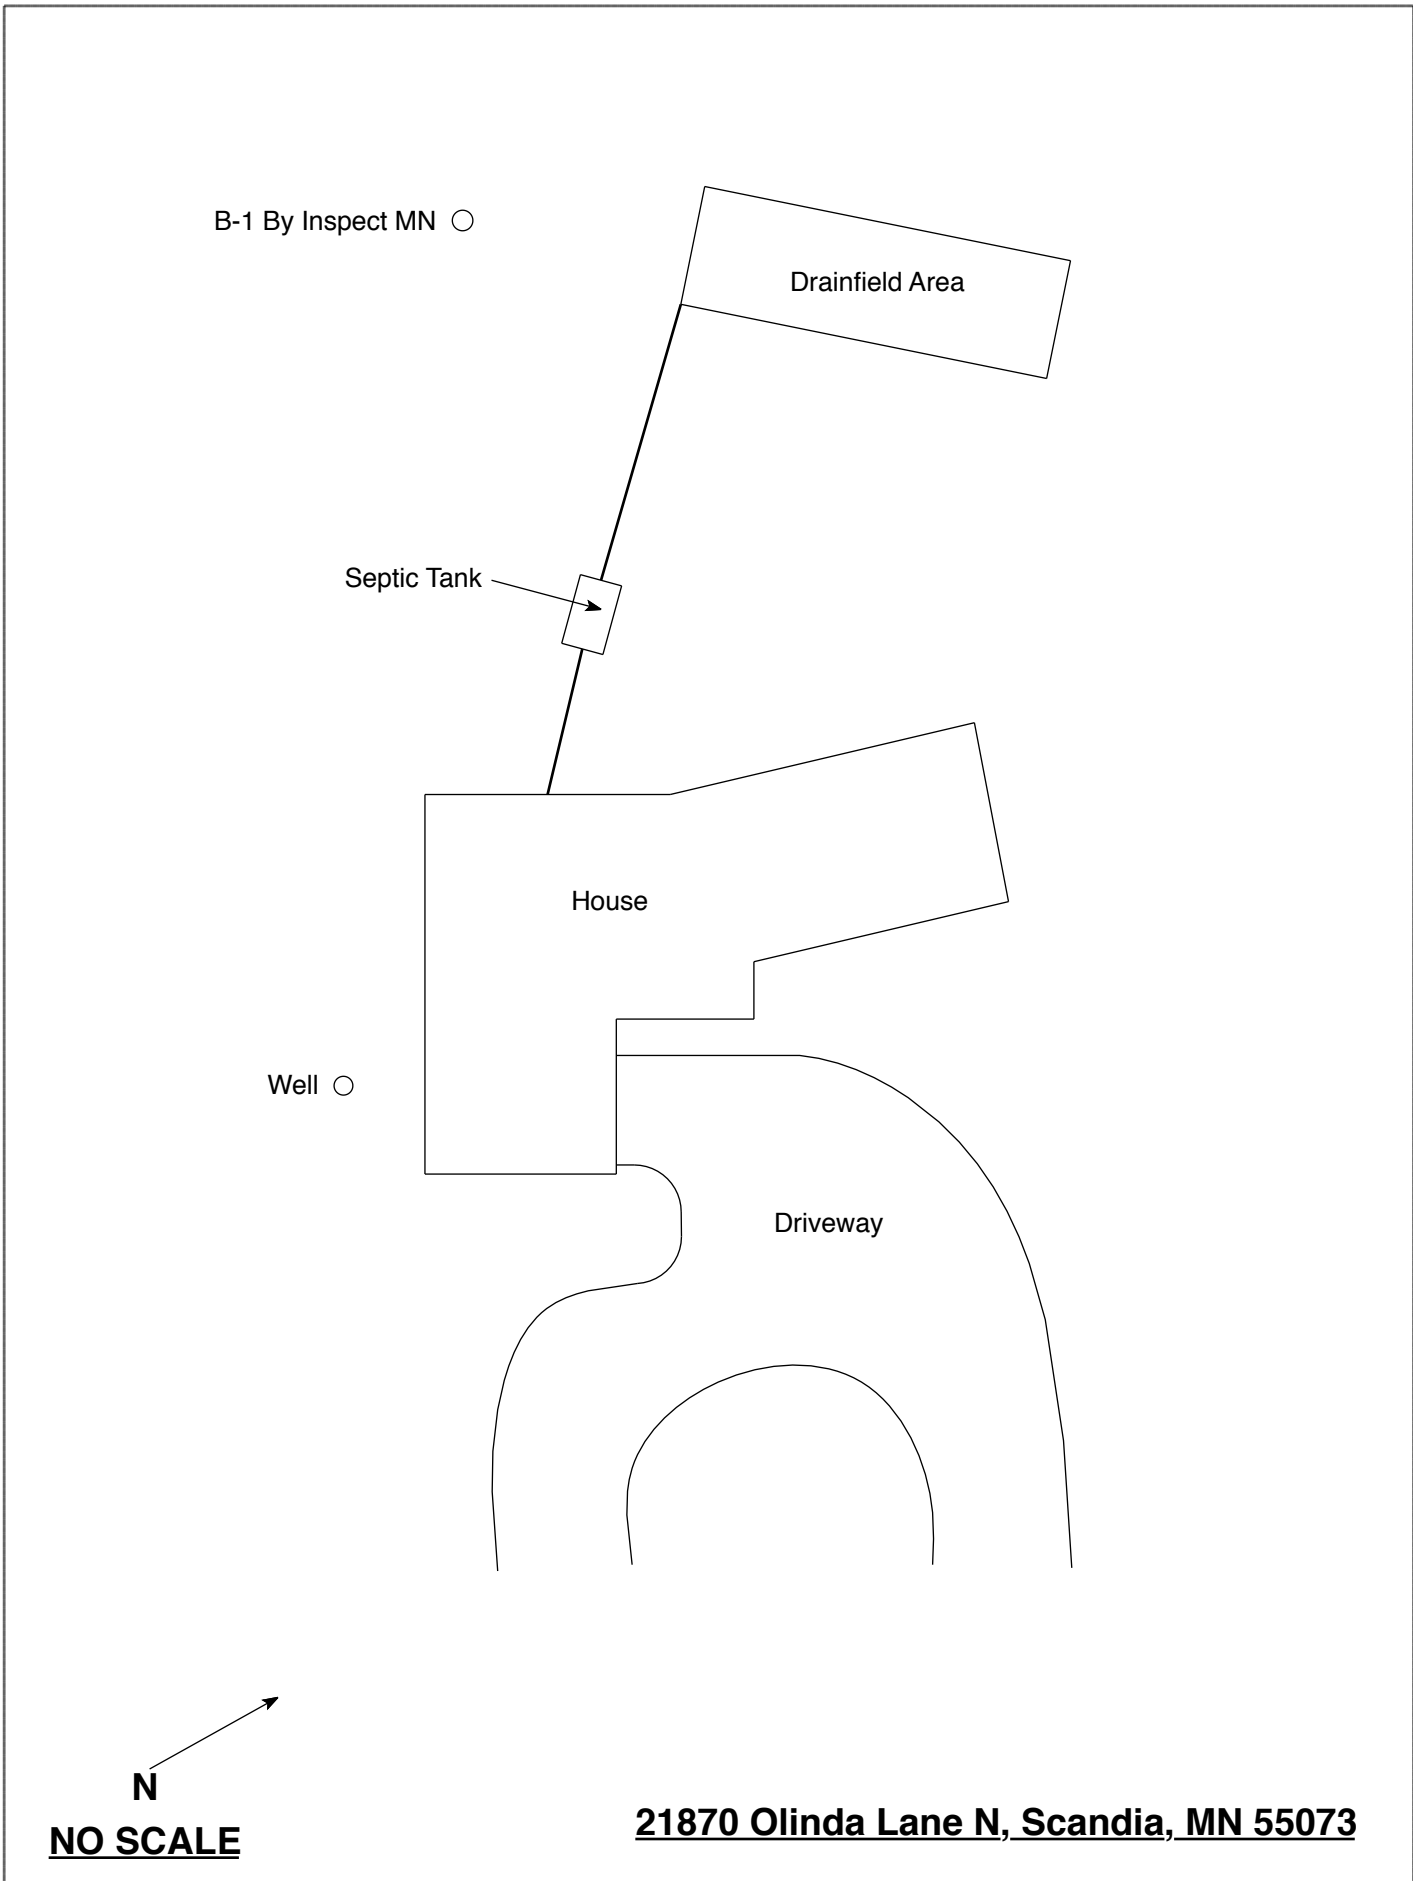 B-1 By Inspect MN
Drainfield Area
Septic Tank
House
Well
Driveway
N
NO SCALE
21870 Olinda Lane N, Scandia, MN 55073